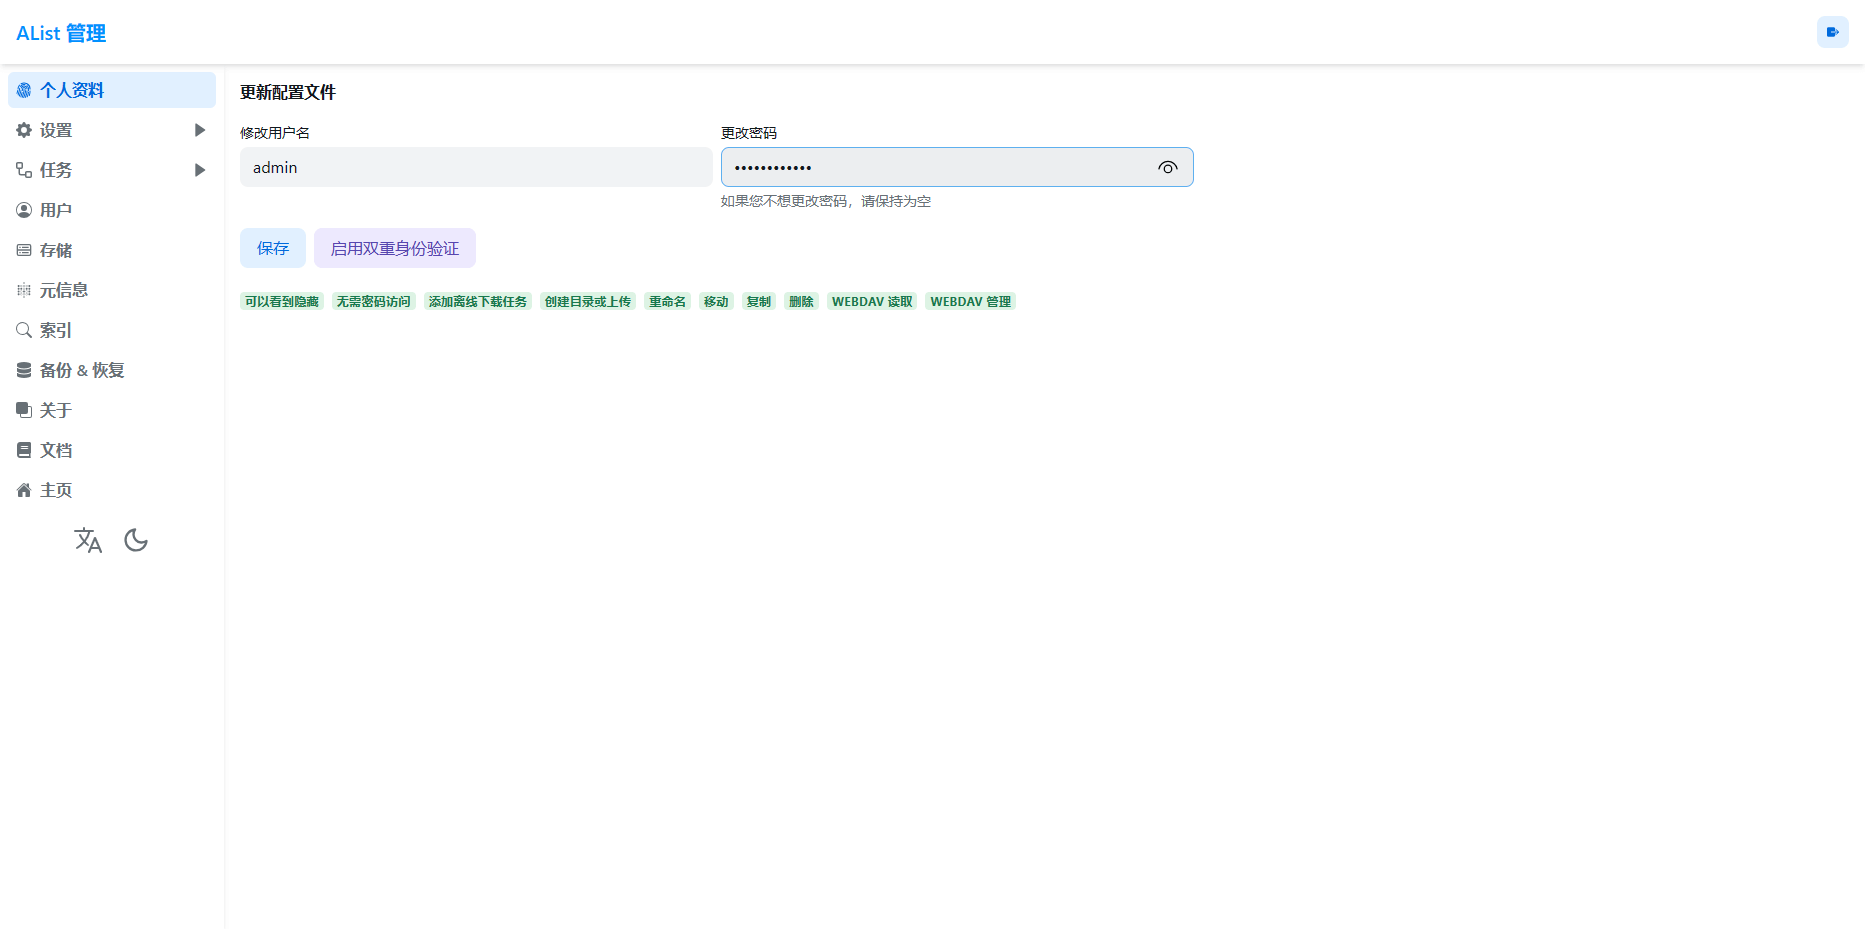 AList 管理
个人资料
设置
任务
用户
存储
元信息
索引
备份 & 恢复
关于
文档
主页
更新配置文件
修改用户名
admin
更改密码
••••••••••••
如果您不想更改密码，请保持为空
保存 启用双重身份验证
可以看到隐藏 无需密码访问 添加离线下载任务 创建目录或上传 重命名 移动 复制 删除 WEBDAV 读取 WEBDAV 管理